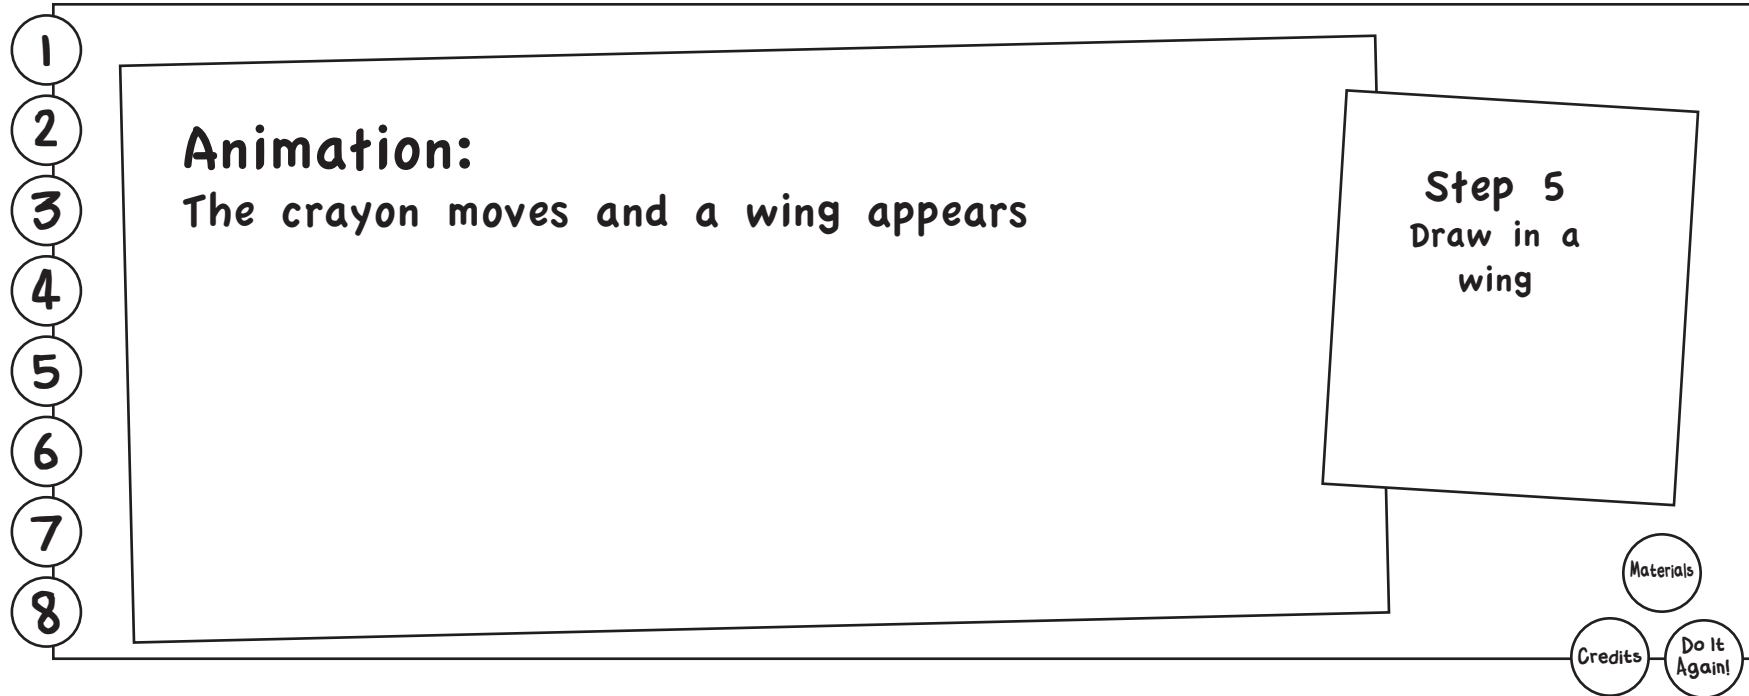 1
2
3
4
5
6
7
8
Animation:
The crayon moves and a wing appears
Step 5
Draw in a
wing
Materials
Credits
Do It
Again!